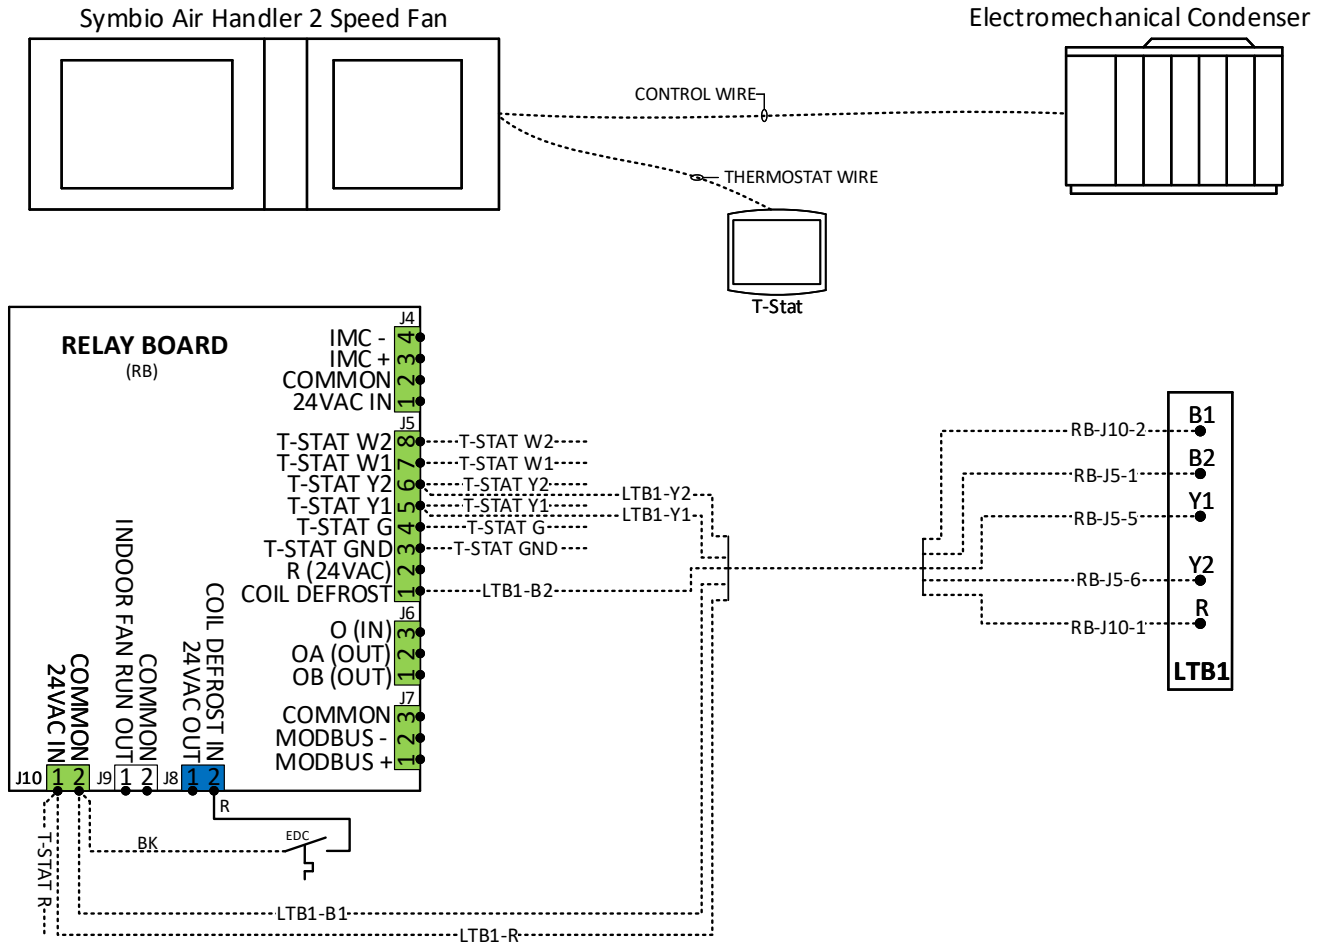 Symbio Air Handler 2 Speed Fan
Electromechanical Condenser
CONTROL WIRE
THERMOSTAT WIRE
T-Stat
RELAY BOARD
(RB)
J4
IMC - 4
IMC + 3
COMMON 2
24VAC IN 1
J5
T-STAT W2 8 T-STAT W2
T-STAT W1 7 T-STAT W1
T-STAT Y2 6 T-STAT Y2 LTB1-Y2
T-STAT Y1 5 T-STAT Y1 LTB1-Y1
T-STAT G 4 T-STAT G
T-STAT GND 3 T-STAT GND
R (24VAC) 2
COIL DEFROST 1 LTB1-B2
J6
O (IN) 3
OA (OUT) 2
OB (OUT) 1
J7
COMMON 3
MODBUS - 2
MODBUS + 1
24VAC IN
COMMON
INDOOR FAN RUN OUT
COMMON
24VAC OUT
COIL DEFROST IN
J10 1 2
J9 1 2
J8 1 2
R
EDC
BK
T-STAT R
LTB1-B1
LTB1-R
RB-J10-2 B1
RB-J5-1 B2
RB-J5-5 Y1
RB-J5-6 Y2
RB-J10-1 R
LTB1